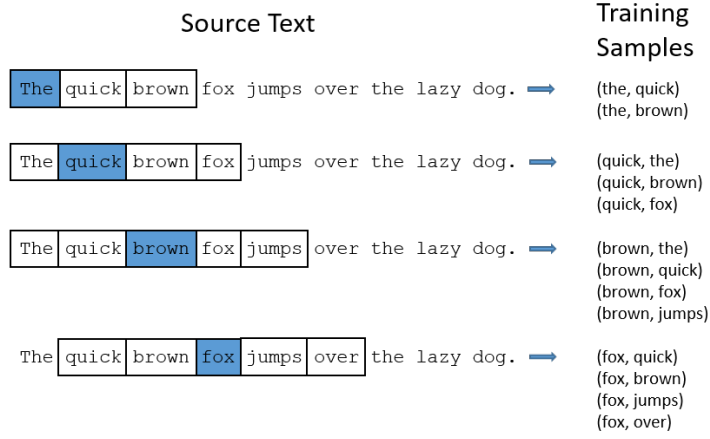 Source Text
Training
Samples
The quick brown fox jumps over the lazy dog.
(the, quick)
(the, brown)
The quick brown fox jumps over the lazy dog.
(quick, the)
(quick, brown)
(quick, fox)
The quick brown fox jumps over the lazy dog.
(brown, the)
(brown, quick)
(brown, fox)
(brown, jumps)
The quick brown fox jumps over the lazy dog.
(fox, quick)
(fox, brown)
(fox, jumps)
(fox, over)